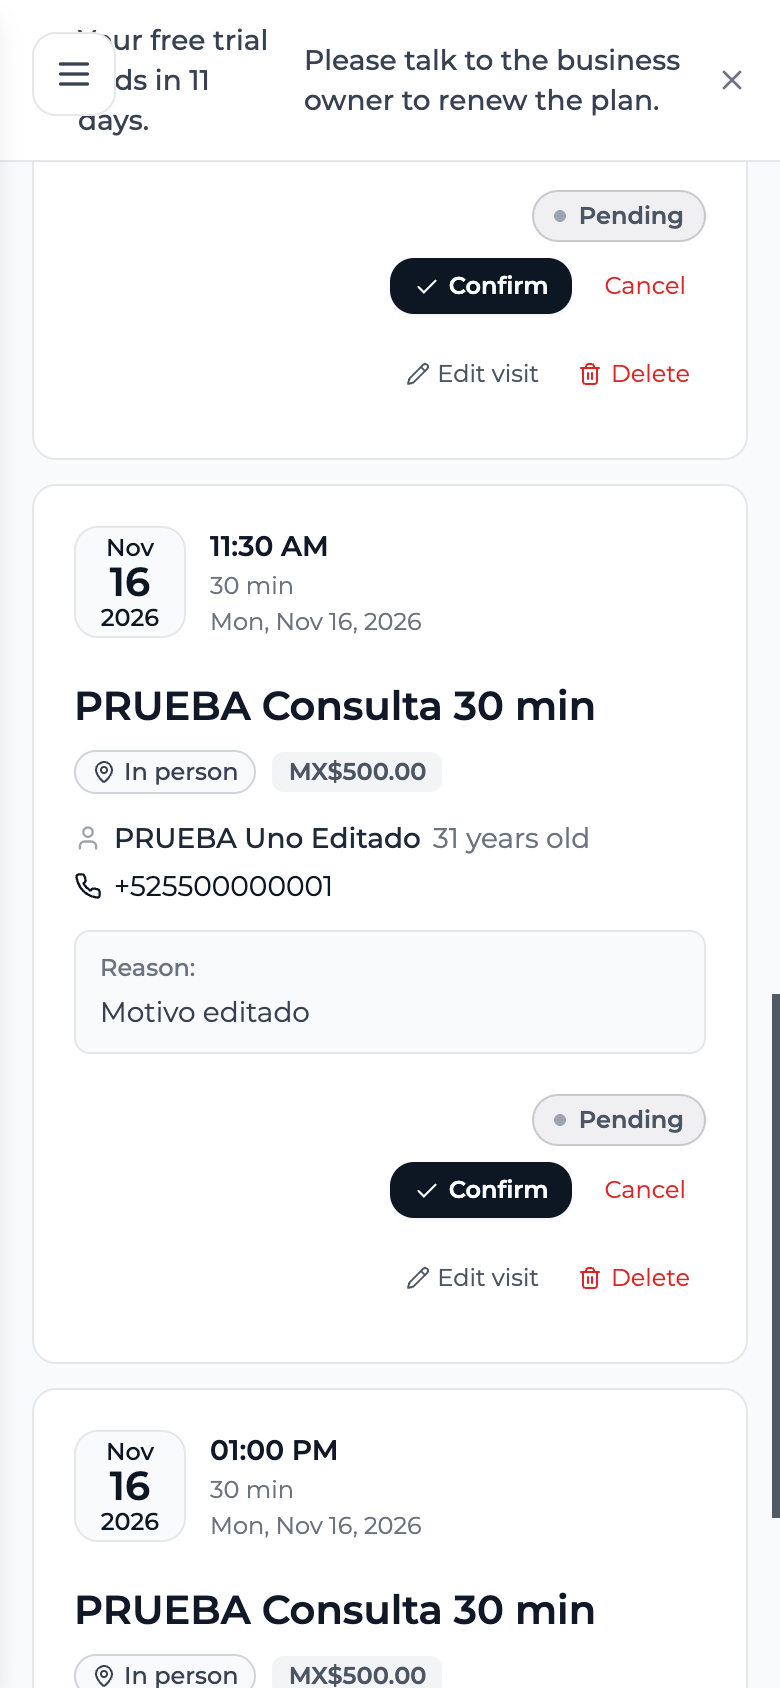 Your free trial
ds in 11
days.
Please talk to the business
owner to renew the plan.
Pending
Confirm
Cancel
Edit visit
Delete
Nov
16
2026
11:30 AM
30 min
Mon, Nov 16, 2026
PRUEBA Consulta 30 min
In person
MX$500.00
PRUEBA Uno Editado 31 years old
+525500000001
Reason:
Motivo editado
Pending
Confirm
Cancel
Edit visit
Delete
Nov
16
2026
01:00 PM
30 min
Mon, Nov 16, 2026
PRUEBA Consulta 30 min
In person
MX$500.00